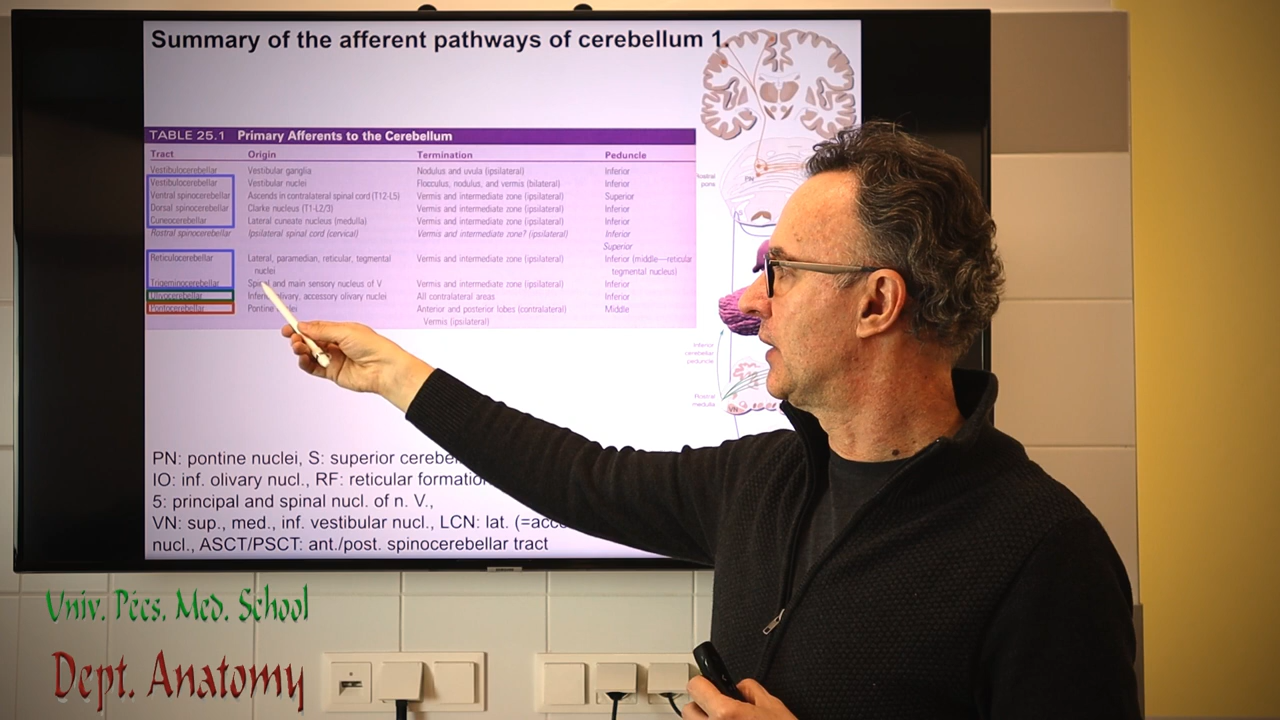 Summary of the afferent pathways of cerebellum 1.
TABLE 25.1 Primary Afferents to the Cerebellum
Tract Origin Termination Peduncle
Vestibulocerebellar Vestibular ganglia Nodulus and uvula (ipsilateral) Inferior
Vestibulocerebellar Vestibular nuclei Flocculus, nodulus, and vermis (bilateral) Inferior
Ventral spinocerebellar Ascends in contralateral spinal cord (T12-L5) Vermis and intermediate zone (ipsilateral) Superior
Dorsal spinocerebellar Clarke nucleus (T1-L2/3) Vermis and intermediate zone (ipsilateral) Inferior
Cuneocerebellar Lateral cuneate nucleus (medulla) Vermis and intermediate zone (ipsilateral) Inferior
Rostral spinocerebellar Ipsilateral spinal cord (cervical) Vermis and intermediate zone? (ipsilateral) Inferior
Superior
Reticulocerebellar Lateral, paramedian, reticular, tegmental Vermis and intermediate zone (ipsilateral) Inferior (middle—reticular
nuclei tegmental nucleus)
Trigeminocerebellar and main sensory nucleus of V Vermis and intermediate zone (ipsilateral) Inferior
Olivocerebellar olivary, accessory olivary nuclei All contralateral areas Inferior
Pontocerebellar Pontine Anterior and posterior lobes (contralateral) Middle
Vermis (ipsilateral)
PN
Rostral
pons
Inferior
cerebellar
peduncle
Rostral
medulla
VN
PN: pontine nuclei, S: superior
IO: inf. olivary nucl., RF: reticular
5: principal and spinal nucl. of n. V.,
VN: sup., med., inf. vestibular nucl., LCN: lat.
nucl., ASCT/PSCT: ant./post. spinocerebellar tract
Univ. Pécs. Med. School
Dept. Anatomy